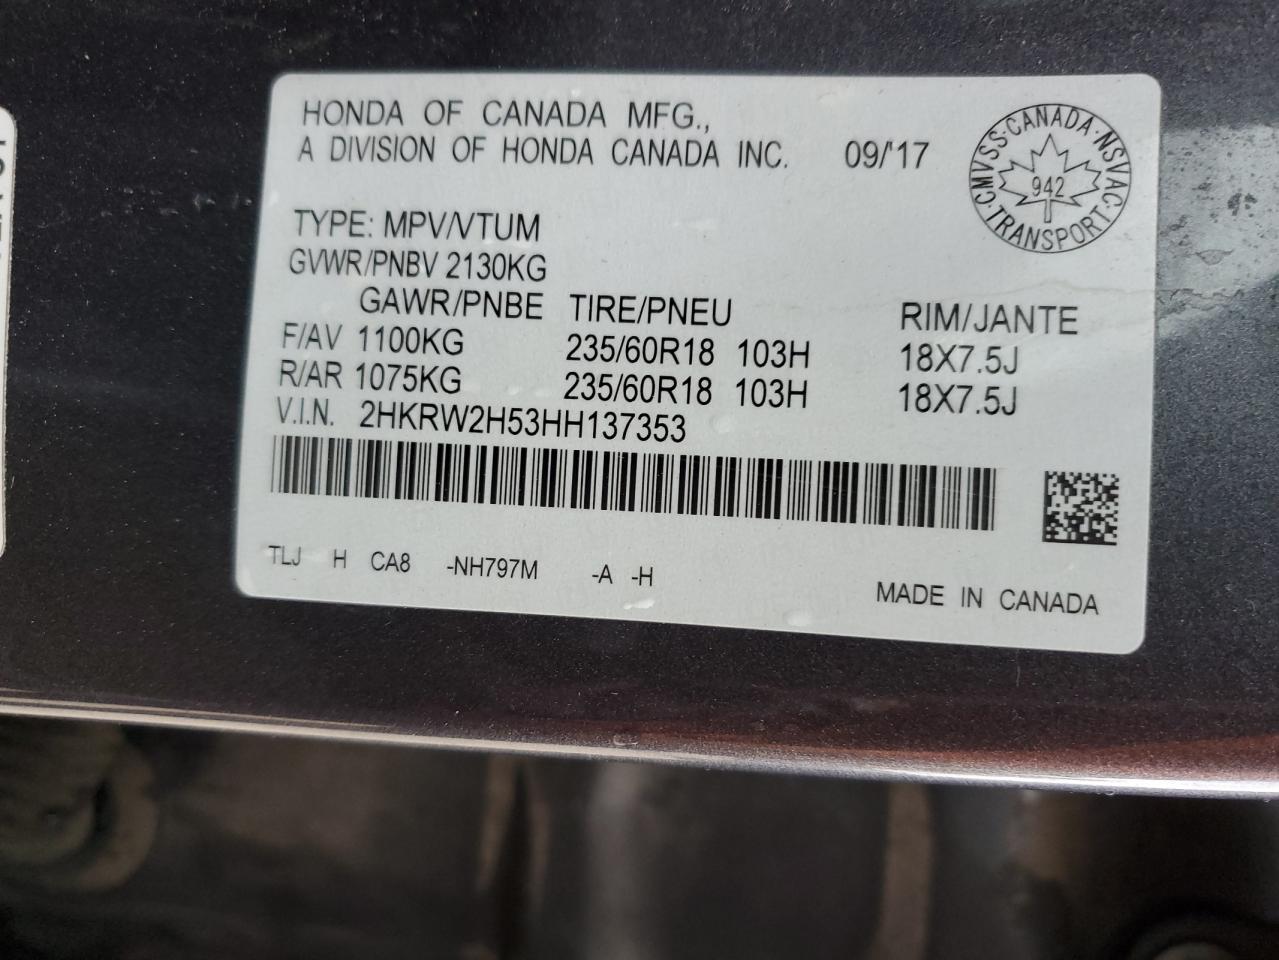 HONDA OF CANADA MFG.,
A DIVISION OF HONDA CANADA INC. 09/'17
CMVSS·CANADA·NSVAC·TRANSPORT·
942
TYPE: MPV/VTUM
GVWR/PNBV 2130KG
GAWR/PNBE TIRE/PNEU RIM/JANTE
F/AV 1100KG 235/60R18 103H 18X7.5J
R/AR 1075KG 235/60R18 103H 18X7.5J
V.I.N. 2HKRW2H53HH137353
TLJ H CA8 -NH797M -A -H
MADE IN CANADA